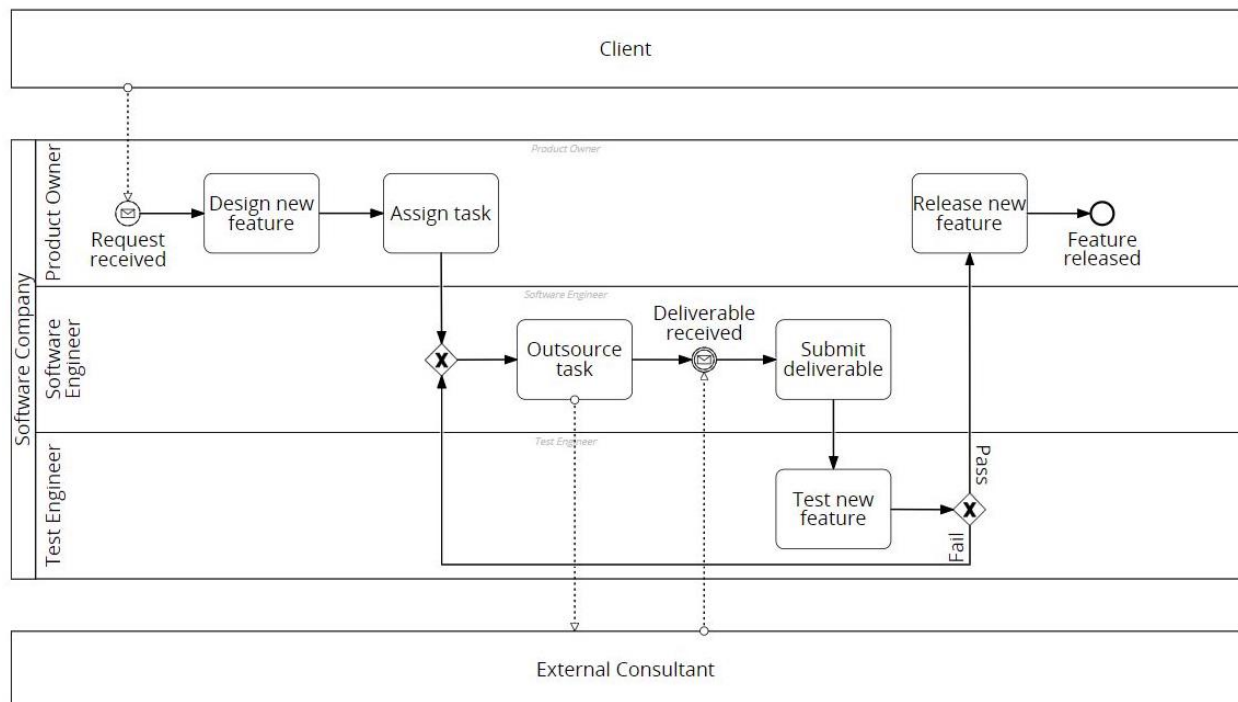 Client
Software Company
Product Owner
Product Owner
Request
received
Design new
feature
Assign task
Release new
feature
Feature
released
Software
Engineer
Software Engineer
Outsource
task
Deliverable
received
Submit
deliverable
Test Engineer
Test Engineer
Test new
feature
Pass
Fail
External Consultant